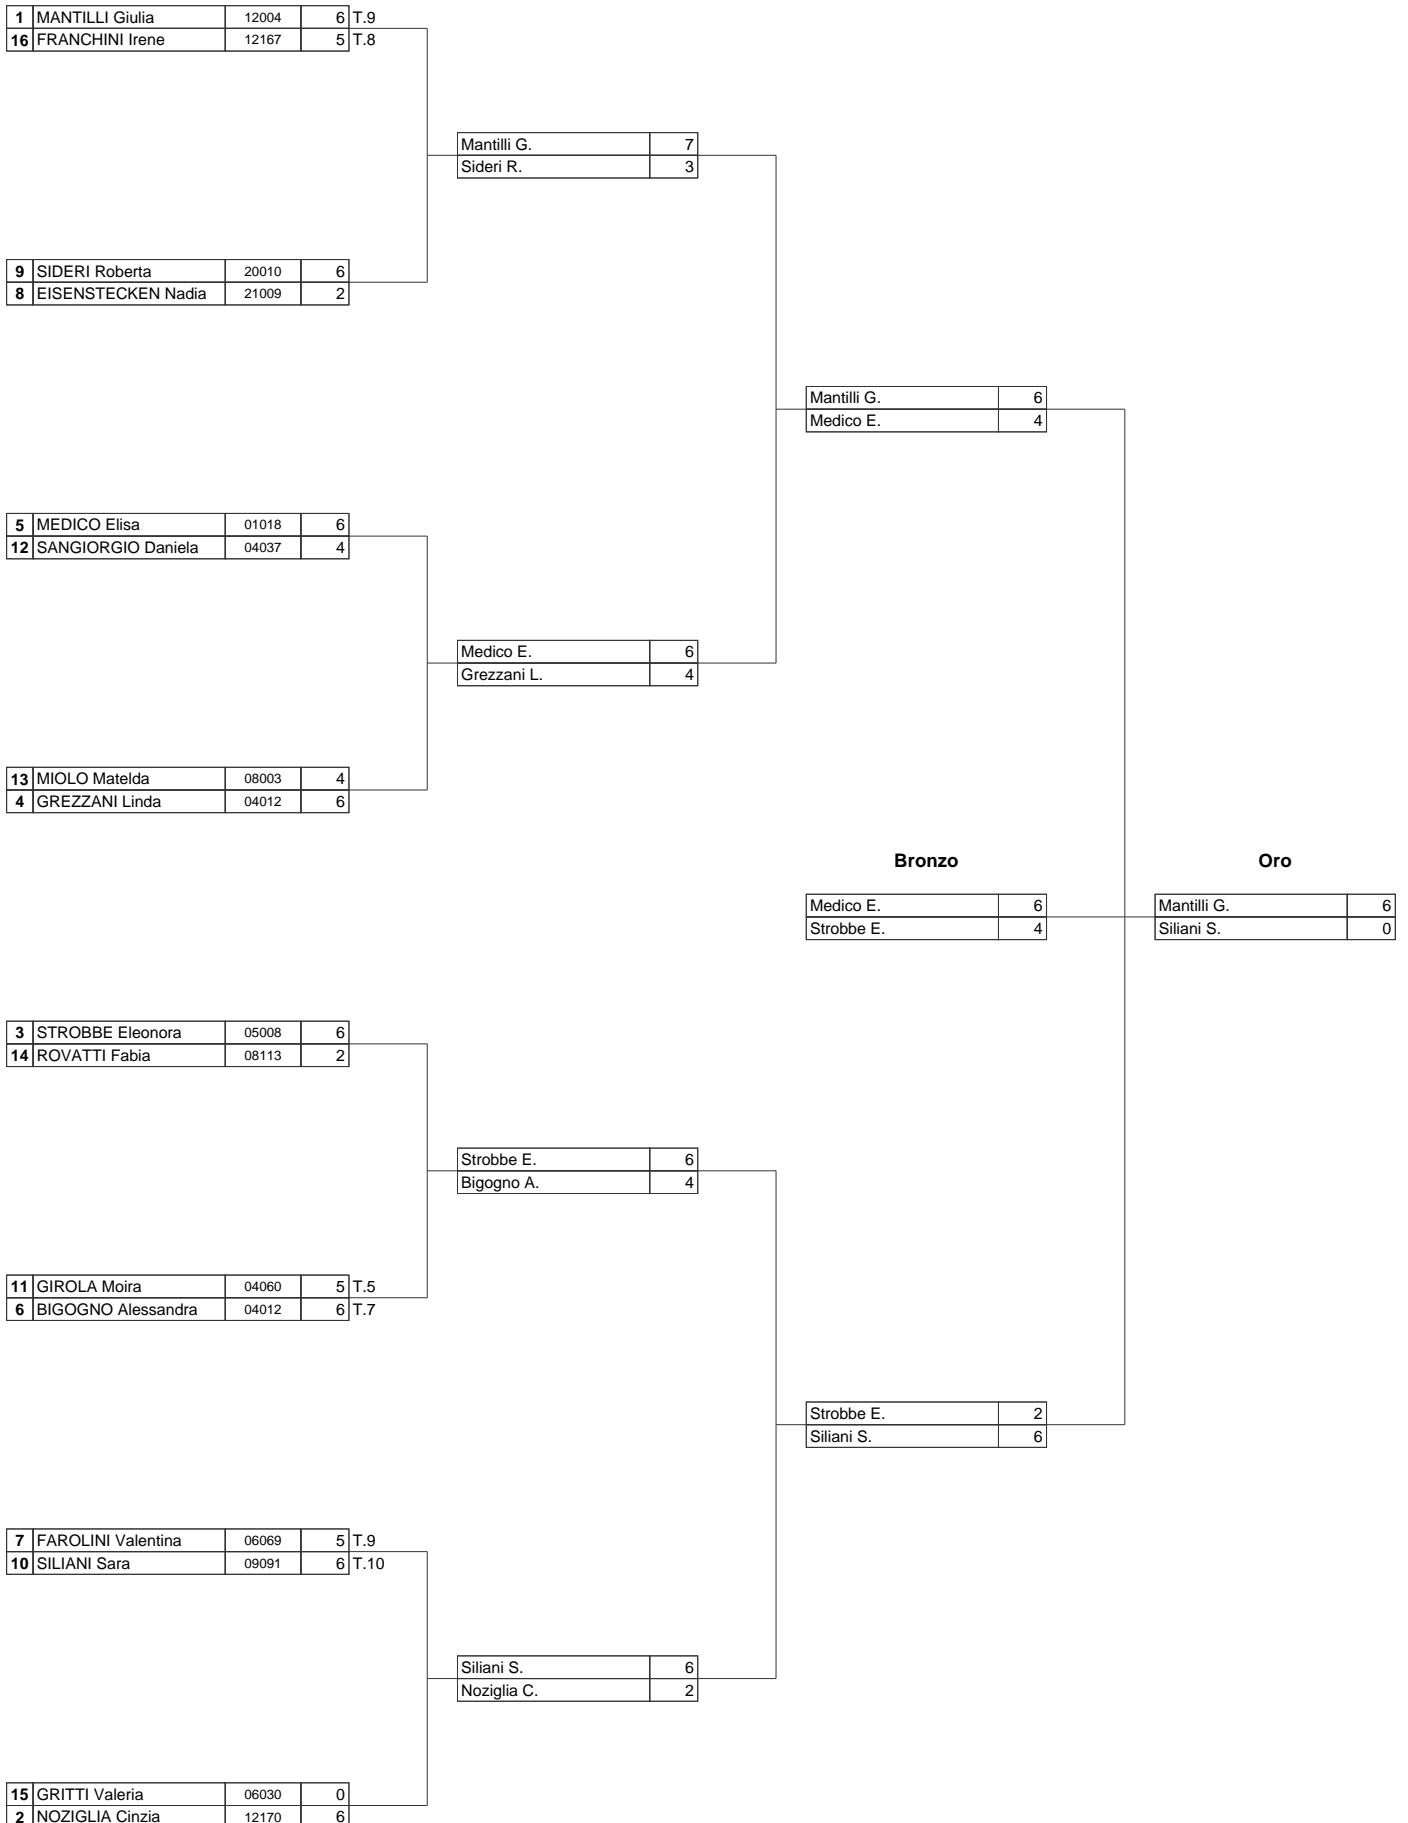 1 MANTILLI Giulia 12004 6 T.9
16 FRANCHINI Irene 12167 5 T.8
Mantilli G. 7
Sideri R. 3
9 SIDERI Roberta 20010 6
8 EISENSTECKEN Nadia 21009 2
Mantilli G. 6
Medico E. 4
5 MEDICO Elisa 01018 6
12 SANGIORGIO Daniela 04037 4
Medico E. 6
Grezzani L. 4
13 MIOLO Matelda 08003 4
4 GREZZANI Linda 04012 6
Bronzo Oro
Medico E. 6 Mantilli G. 6
Strobbe E. 4 Siliani S. 0
3 STROBBE Eleonora 05008 6
14 ROVATTI Fabia 08113 2
Strobbe E. 6
Bigogno A. 4
11 GIROLA Moira 04060 5 T.5
6 BIGOGNO Alessandra 04012 6 T.7
Strobbe E. 2
Siliani S. 6
7 FAROLINI Valentina 06069 5 T.9
10 SILIANI Sara 09091 6 T.10
Siliani S. 6
Noziglia C. 2
15 GRITTI Valeria 06030 0
2 NOZIGLIA Cinzia 12170 6